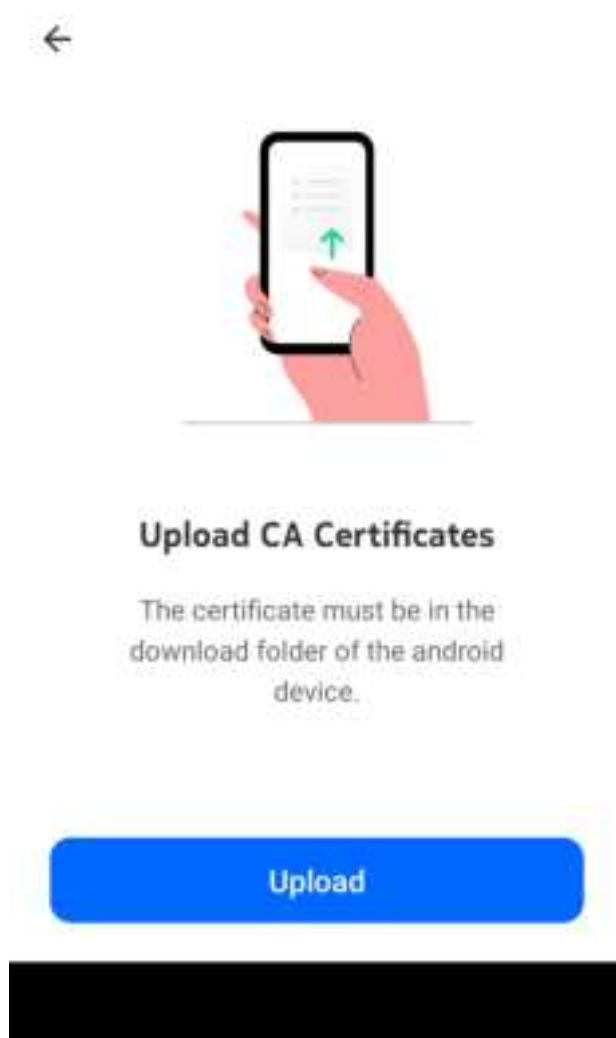 Upload CA Certificates
The certificate must be in the
download folder of the android
device.
Upload